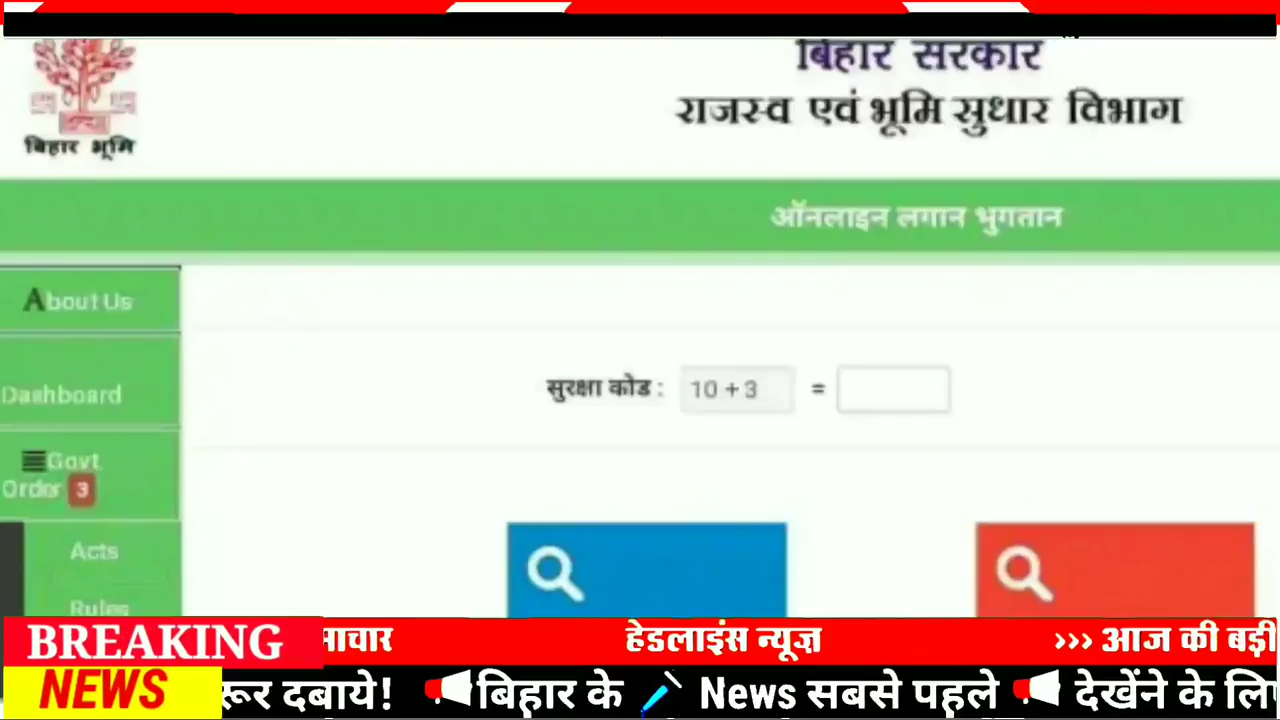 बिहार सरकार
राजस्व एवं भूमि सुधार विभाग
बिहार भूमि
ऑनलाइन लगान भुगतान
About Us
सुरक्षा कोड : 10 + 3 =
Dashboard
Govt. Order 3
Acts
Rules
BREAKING NEWS
माचार हेडलाइंस न्यूज़ >>> आज की बड़ी
रूर दबाये! बिहार के News सबसे पहले देखेंने के लि